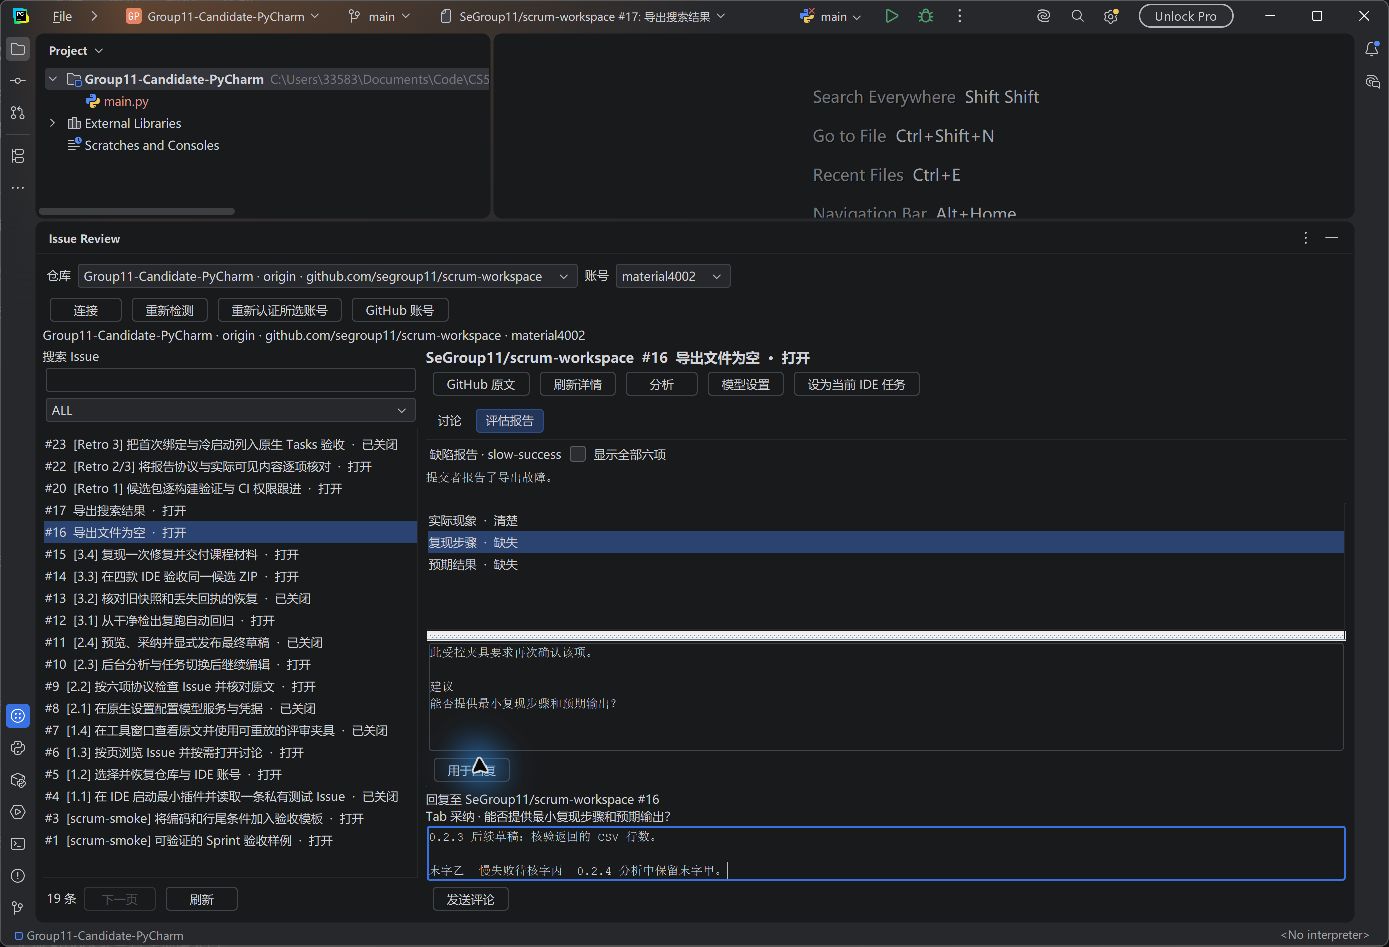 File
GP Group11-Candidate-PyCharm
main
SeGroup11/scrum-workspace #17: 导出搜索结果
main
Unlock Pro
Project
Group11-Candidate-PyCharm C:\Users\33583\Documents\Code\CS5
main.py
External Libraries
Scratches and Consoles
Search Everywhere Shift Shift
Go to File Ctrl+Shift+N
Recent Files Ctrl+E
Navigation Bar Alt+Home
Issue Review
仓库 Group11-Candidate-PyCharm · origin · github.com/segroup11/scrum-workspace 账号 material4002
连接 重新检测 重新认证所选账号 GitHub 账号
Group11-Candidate-PyCharm · origin · github.com/segroup11/scrum-workspace · material4002
搜索 Issue
ALL
#23 [Retro 3] 把首次绑定与冷启动列入原生 Tasks 验收 · 已关闭
#22 [Retro 2/3] 将报告协议与实际可见内容逐项核对 · 打开
#20 [Retro 1] 候选包逐构建验证与 CI 权限跟进 · 打开
#17 导出搜索结果 · 打开
#16 导出文件为空 · 打开
#15 [3.4] 复现一次修复并交付课程材料 · 打开
#14 [3.3] 在四款 IDE 验收同一候选 ZIP · 打开
#13 [3.2] 核对旧快照和丢失回执的恢复 · 已关闭
#12 [3.1] 从干净检出复跑自动回归 · 打开
#11 [2.4] 预览、采纳并显式发布最终草稿 · 已关闭
#10 [2.3] 后台分析与任务切换后继续编辑 · 打开
#9 [2.2] 按六项协议检查 Issue 并核对原文 · 打开
#8 [2.1] 在原生设置配置模型服务与凭据 · 已关闭
#7 [1.4] 在工具窗口查看原文并使用可重放的评审夹具 · 已关闭
#6 [1.3] 按页浏览 Issue 并按需打开讨论 · 打开
#5 [1.2] 选择并恢复仓库与 IDE 账号 · 打开
#4 [1.1] 在 IDE 启动最小插件并读取一条私有测试 Issue · 已关闭
#3 [scrum-smoke] 将编码和行尾条件加入验收模板 · 打开
#1 [scrum-smoke] 可验证的 Sprint 验收样例 · 打开
19 条 下一页 刷新
SeGroup11/scrum-workspace #16 导出文件为空 • 打开
GitHub 原文 刷新详情 分析 模型设置 设为当前 IDE 任务
讨论 评估报告
缺陷报告 · slow-success 显示全部六项
提交者报告了导出故障。
实际现象 · 清楚
复现步骤 · 缺失
预期结果 · 缺失
此受控夹具要求再次确认该项。
建议
能否提供最小复现步骤和预期输出?
用于回复
回复至 SeGroup11/scrum-workspace #16
Tab 采纳 · 能否提供最小复现步骤和预期输出?
0.2.3 后续草稿: 核验返回的 CSV 行数。
末字乙 慢失败待核字丙 0.2.4 分析中保留末字甲。
发送评论
Group11-Candidate-PyCharm
<No interpreter>